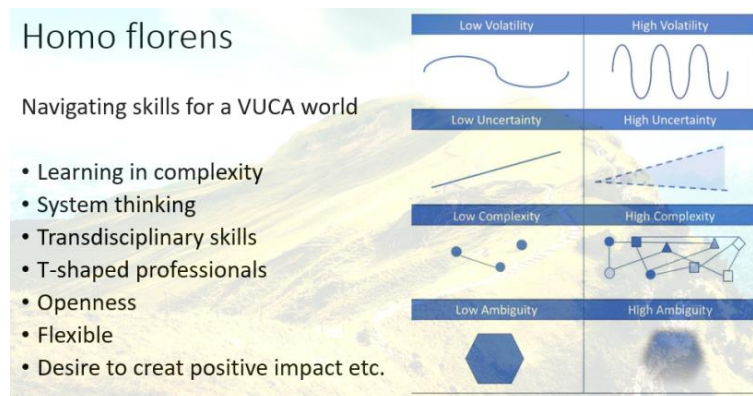 Homo florens
Navigating skills for a VUCA world
• Learning in complexity
• System thinking
• Transdisciplinary skills
• T-shaped professionals
• Openness
• Flexible
• Desire to creat positive impact etc.
Low Volatility
High Volatility
Low Uncertainty
High Uncertainty
Low Complexity
High Complexity
Low Ambiguity
High Ambiguity